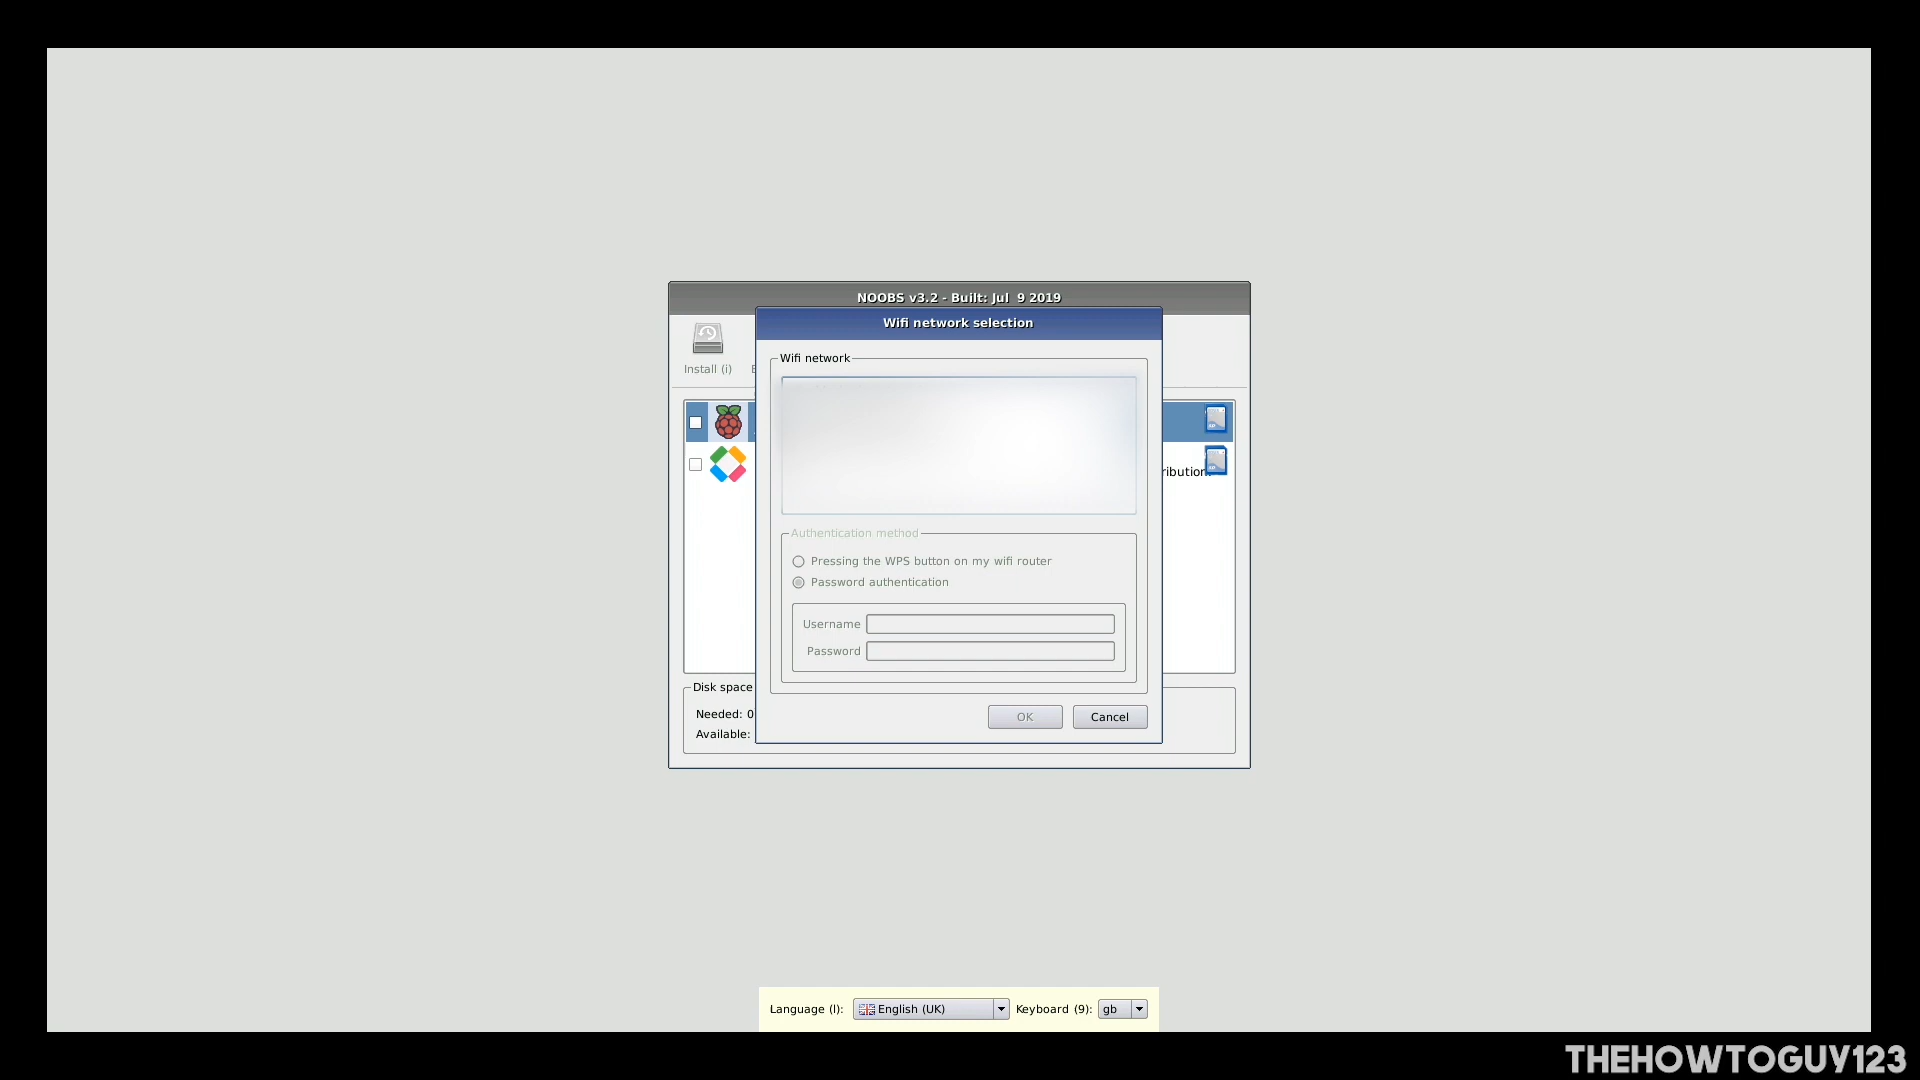 NOOBS v3.2 - Built: Jul 9 2019
Wifi network selection
Install (i)
Wifi network
ribution
Authentication method
Pressing the WPS button on my wifi router
Password authentication
Username
Password
Disk space
Needed: 0
Available:
OK
Cancel
Language (l):
English (UK)
Keyboard (9):
gb
THEHOWTOGUY123